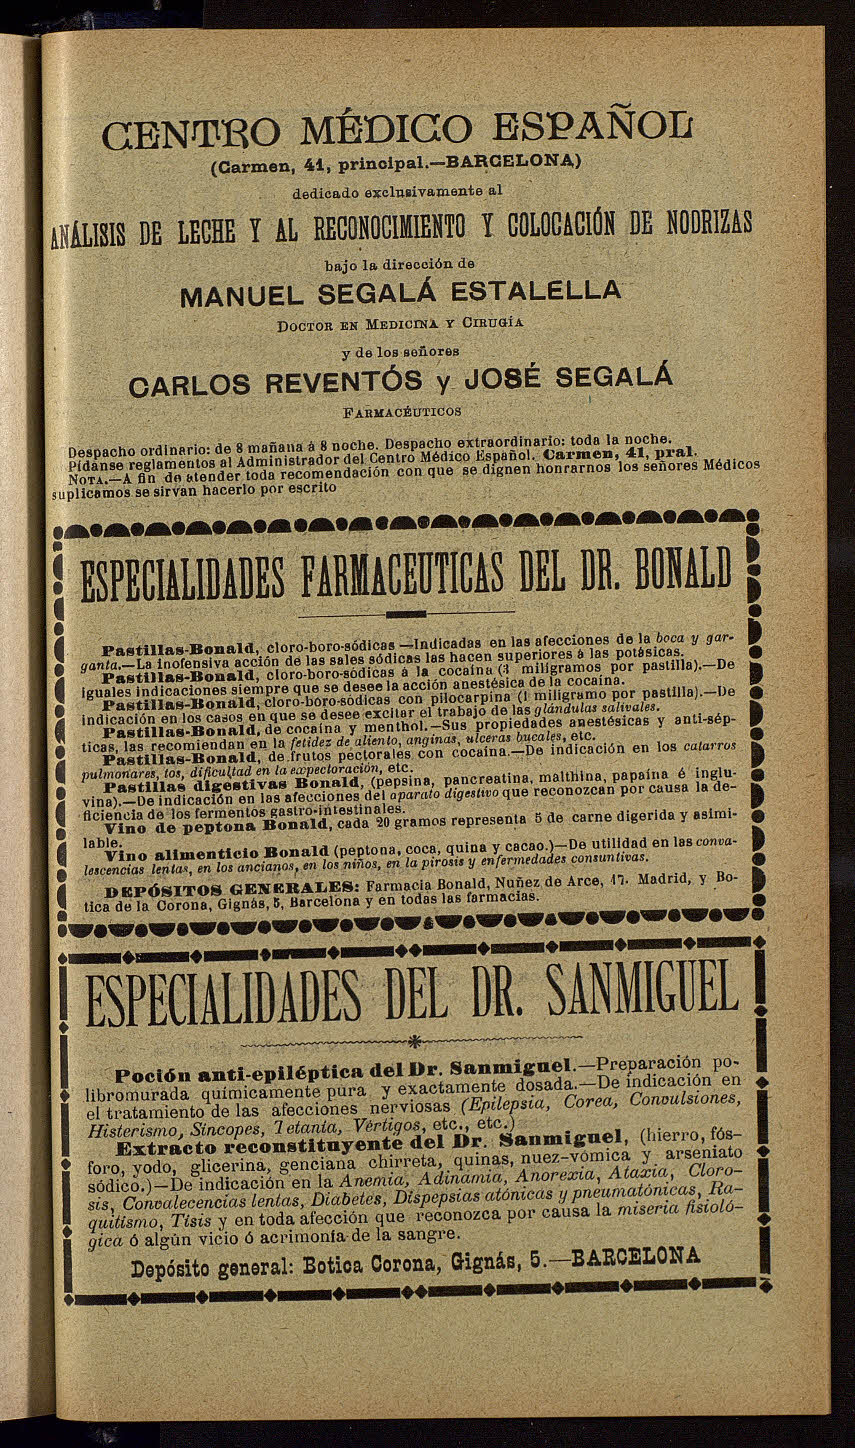 CENTRO MÉDICO ESPAÑOL
(Carmen, 41, principal.—BARCELONA)
dedicado exclusivamente al
ANÁLISIS DE LECHE Y AL RECONOCIMIENTO Y COLOCACIÓN DE NODRIZAS
bajo la dirección de
MANUEL SEGALÁ ESTALELLA
DOCTOR EN MEDICINA Y CIRUGÍA
y de los señores
CARLOS REVENTÓS y JOSÉ SEGALÁ
FARMACÉUTICOS
Despacho ordinario: de 8 mañana á 8 noche. Despacho extraordinario: toda la noche.
Pídanse reglamentos al Administrador del Centro Médico Español. Carmen, 41, pral.
NOTA.—A fin de atender toda recomendación con que se dignen honrarnos los señores Médicos
suplicamos se sirvan hacerlo por escrito
ESPECIALIDADES FARMACEUTICAS DEL DR. BONALD
Pastillas-Bonald, cloro-boro-sódicas—Indicadas en las afecciones de la boca y gar-
ganta.—La inofensiva acción de las sales sódicas las hacen superiores á las potásicas.
Pastillas-Bonald, cloro-boro-sódicas á la cocaína (3 miligramos por pastilla).—De
iguales indicaciones siempre que se desee la acción anestésica de la cocaína.
Pastillas-Bonald, cloro-boro-sódicas con pilocarpina (1 miligramo por pastilla).—De
indicación en los casos en que se desee excitar el trabajo de las glándulas salivales.
Pastillas-Bonald, de cocaína y menthol.—Sus propiedades anestésicas y anti-sép-
ticas, las recomiendan en la fetidez de aliento, anginas, ulceras bucales, etc.
Pastillas-Bonald, de frutos pectorales con cocaína.—De indicación en los catarros
pulmonares, tos, dificultad en la expectoración, etc.
Pastillas digestivas Bonald, (pepsina, pancreatina, malthina, papaína é inglu-
vina).—De indicación en las afecciones del aparato digestivo que reconozcan por causa la de-
ficiencia de los fermentos gastro-intestinales.
Vino de peptona Bonald, cada 20 gramos representa 5 de carne digerida y asimi-
lable.
Vino alimenticio Bonald (peptona, coca, quina y cacao.)—De utilidad en las conva-
lescencias lentas, en los ancianos, en los niños, en la pirosis y enfermedades consuntivas.
DEPÓSITOS GENERALES: Farmacia Bonald, Nuñez de Arce, 17. Madrid, y Bo-
tica de la Corona, Gignás, 5, Barcelona y en todas las farmacias.
ESPECIALIDADES DEL DR. SANMIGUEL
Poción anti-epiléptica del Dr. Sanmiguel.—Preparación po-
libromurada químicamente pura y exactamente dosada.—De indicación en
el tratamiento de las afecciones nerviosas (Epilepsia, Corea, Convulsiones,
Histerismo, Síncopes, Tetania, Vértigos, etc., etc.)
Extracto reconstituyente del Dr. Sanmiguel, (hierro, fós-
foro, yodo, glicerina, genciana chirreta, quinas, nuez-vómica y arseniato
sódico.)—De indicación en la Anemia, Adinamia, Anorexia, Ataxia, Cloro-
sis, Convalecencias lentas, Diabetes, Dispepsias atónicas y pneumatónicas, Ra-
quitismo, Tisis y en toda afección que reconozca por causa la miseria fisioló-
gica ó algún vicio ó acrimonía de la sangre.
Depósito general: Botica Corona, Gignás, 5.—BARCELONA